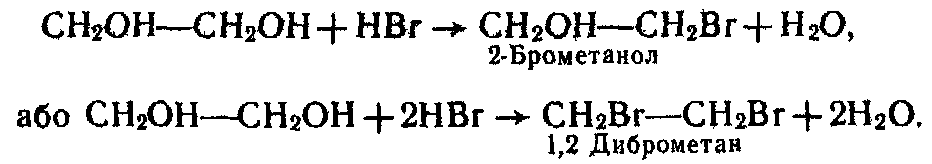 CH₂OH—CH₂OH + HBr → CH₂OH—CH₂Br + H₂O,
2-Брометанол
або CH₂OH—CH₂OH + 2HBr → CH₂Br—CH₂Br + 2H₂O.
1,2 Диброметан